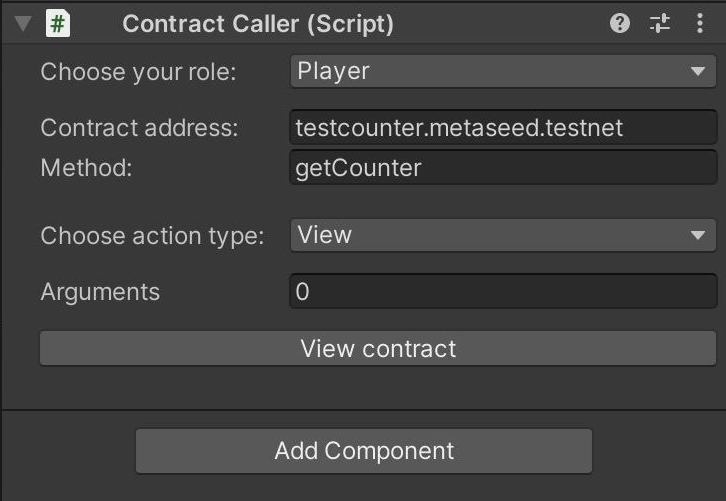 # Contract Caller (Script)
Choose your role: Player
Contract address: testcounter.metaseed.testnet
Method: getCounter
Choose action type: View
Arguments 0
View contract
Add Component